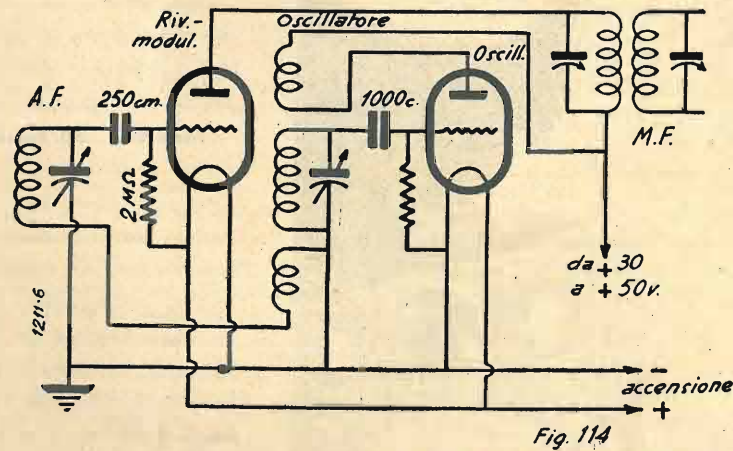 Riv.-
modul.
Oscillatore
Oscill.
A.F.
250cm.
1000c.
M.F.
2MΩ
da + 30
a + 50v.
1211·6
-
accensione
+
Fig. 114